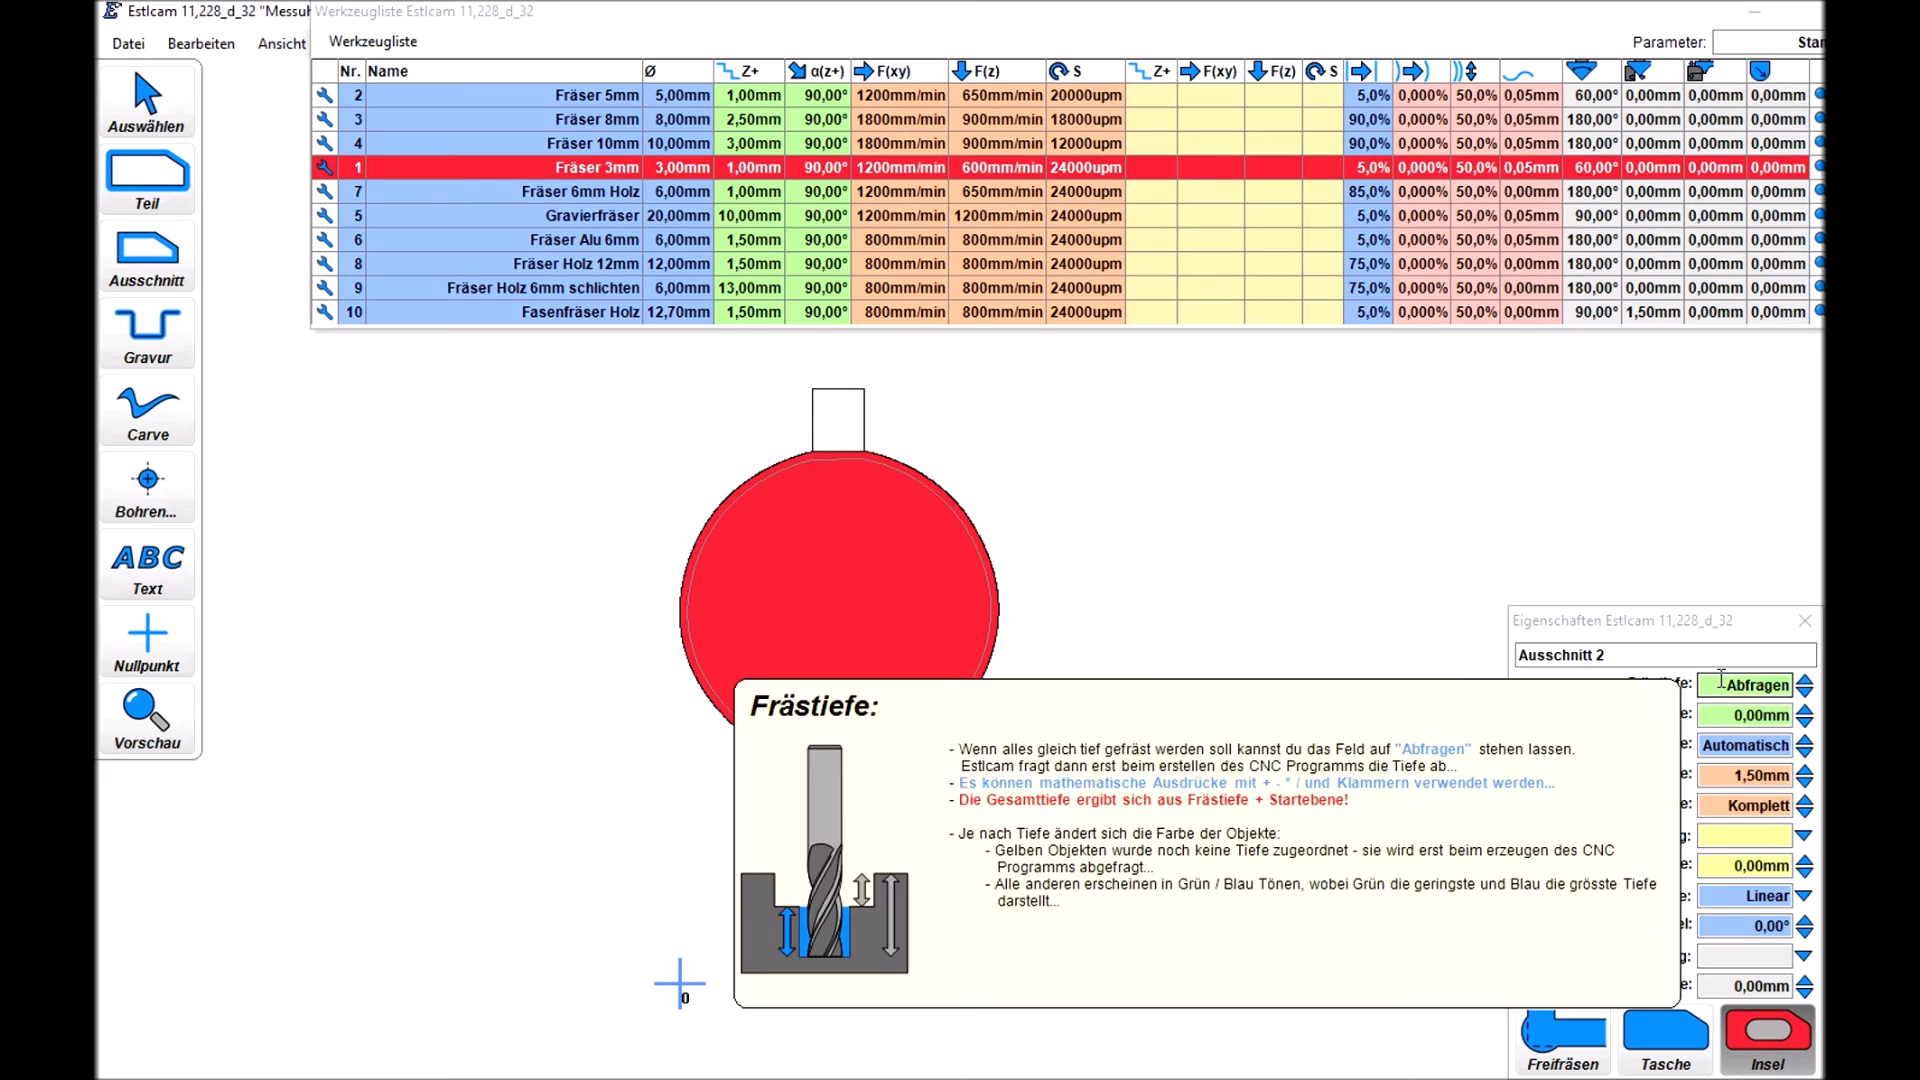 Estlcam 11,228_d_32 "Messuh
Werkzeugliste Estlcam 11,228_d_32
Datei Bearbeiten Ansicht
Werkzeugliste
Parameter: Stan
Nr. Name Ø Z+ α(z+) F(xy) F(z) S Z+ F(xy) F(z) S
2 Fräser 5mm 5,00mm 1,00mm 90,00° 1200mm/min 650mm/min 20000upm 5,0% 0,000% 50,0% 0,05mm 60,00° 0,00mm 0,00mm 0,00mm
3 Fräser 8mm 8,00mm 2,50mm 90,00° 1800mm/min 900mm/min 18000upm 90,0% 0,000% 50,0% 0,05mm 180,00° 0,00mm 0,00mm 0,00mm
4 Fräser 10mm 10,00mm 3,00mm 90,00° 1800mm/min 900mm/min 12000upm 90,0% 0,000% 50,0% 0,05mm 180,00° 0,00mm 0,00mm 0,00mm
1 Fräser 3mm 3,00mm 1,00mm 90,00° 1200mm/min 600mm/min 24000upm 5,0% 0,000% 50,0% 0,05mm 60,00° 0,00mm 0,00mm 0,00mm
7 Fräser 6mm Holz 6,00mm 1,00mm 90,00° 1200mm/min 650mm/min 24000upm 85,0% 0,000% 50,0% 0,00mm 180,00° 0,00mm 0,00mm 0,00mm
5 Gravierfräser 20,00mm 10,00mm 90,00° 1200mm/min 1200mm/min 24000upm 5,0% 0,000% 50,0% 0,05mm 90,00° 0,00mm 0,00mm 0,00mm
6 Fräser Alu 6mm 6,00mm 1,50mm 90,00° 800mm/min 800mm/min 24000upm 5,0% 0,000% 50,0% 0,05mm 180,00° 0,00mm 0,00mm 0,00mm
8 Fräser Holz 12mm 12,00mm 1,50mm 90,00° 800mm/min 800mm/min 24000upm 75,0% 0,000% 50,0% 0,00mm 180,00° 0,00mm 0,00mm 0,00mm
9 Fräser Holz 6mm schlichten 6,00mm 13,00mm 90,00° 800mm/min 800mm/min 24000upm 75,0% 0,000% 50,0% 0,00mm 180,00° 0,00mm 0,00mm 0,00mm
10 Fasenfräser Holz 12,70mm 1,50mm 90,00° 800mm/min 800mm/min 24000upm 5,0% 0,000% 50,0% 0,00mm 90,00° 1,50mm 0,00mm 0,00mm
Auswählen
Teil
Ausschnitt
Gravur
Carve
Bohren...
ABC
Text
Nullpunkt
Vorschau
0
Frästiefe:
- Wenn alles gleich tief gefräst werden soll kannst du das Feld auf "Abfragen" stehen lassen.
Estlcam fragt dann erst beim erstellen des CNC Programms die Tiefe ab...
- Es können mathematische Ausdrücke mit + - * / und Klammern verwendet werden...
- Die Gesamttiefe ergibt sich aus Frästiefe + Startebene!
- Je nach Tiefe ändert sich die Farbe der Objekte:
- Gelben Objekten wurde noch keine Tiefe zugeordnet - sie wird erst beim erzeugen des CNC
Programms abgefragt...
- Alle anderen erscheinen in Grün / Blau Tönen, wobei Grün die geringste und Blau die grösste Tiefe
darstellt...
Eigenschaften Estlcam 11,228_d_32
Ausschnitt 2
e: Abfragen
e: 0,00mm
e: Automatisch
e: 1,50mm
e: Komplett
g:
e: 0,00mm
e: Linear
el: 0,00°
g:
e: 0,00mm
Freifräsen
Tasche
Insel